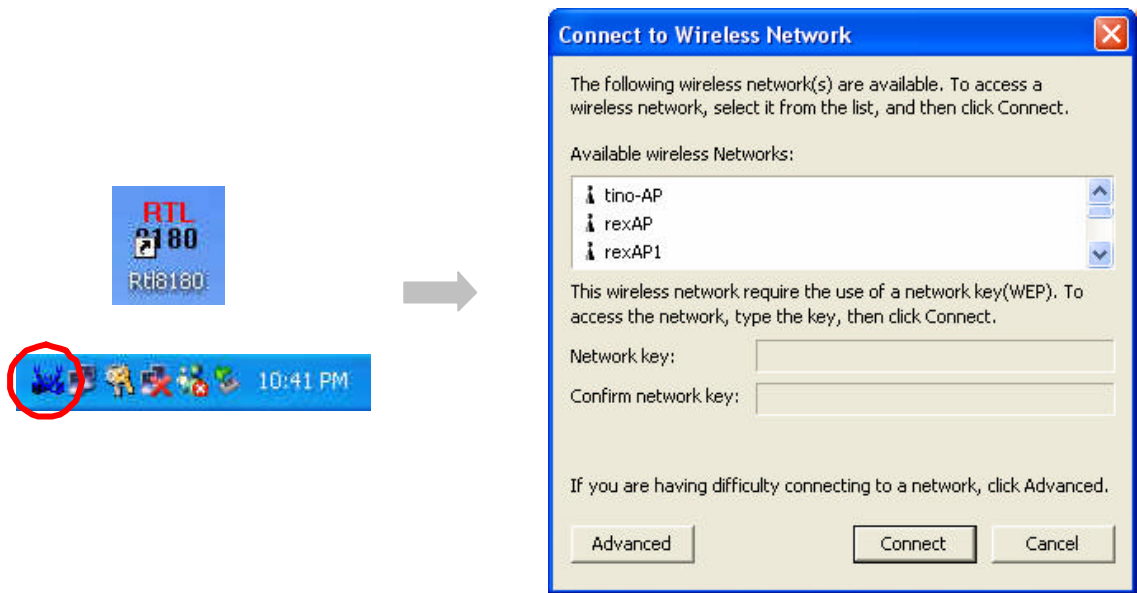 RTL
8180
Rtl8180
10:41 PM
Connect to Wireless Network
The following wireless network(s) are available. To access a
wireless network, select it from the list, and then click Connect.
Available wireless Networks:
tino-AP
rexAP
rexAP1
This wireless network require the use of a network key(WEP). To
access the network, type the key, then click Connect.
Network key:
Confirm network key:
If you are having difficulty connecting to a network, click Advanced.
Advanced
Connect
Cancel